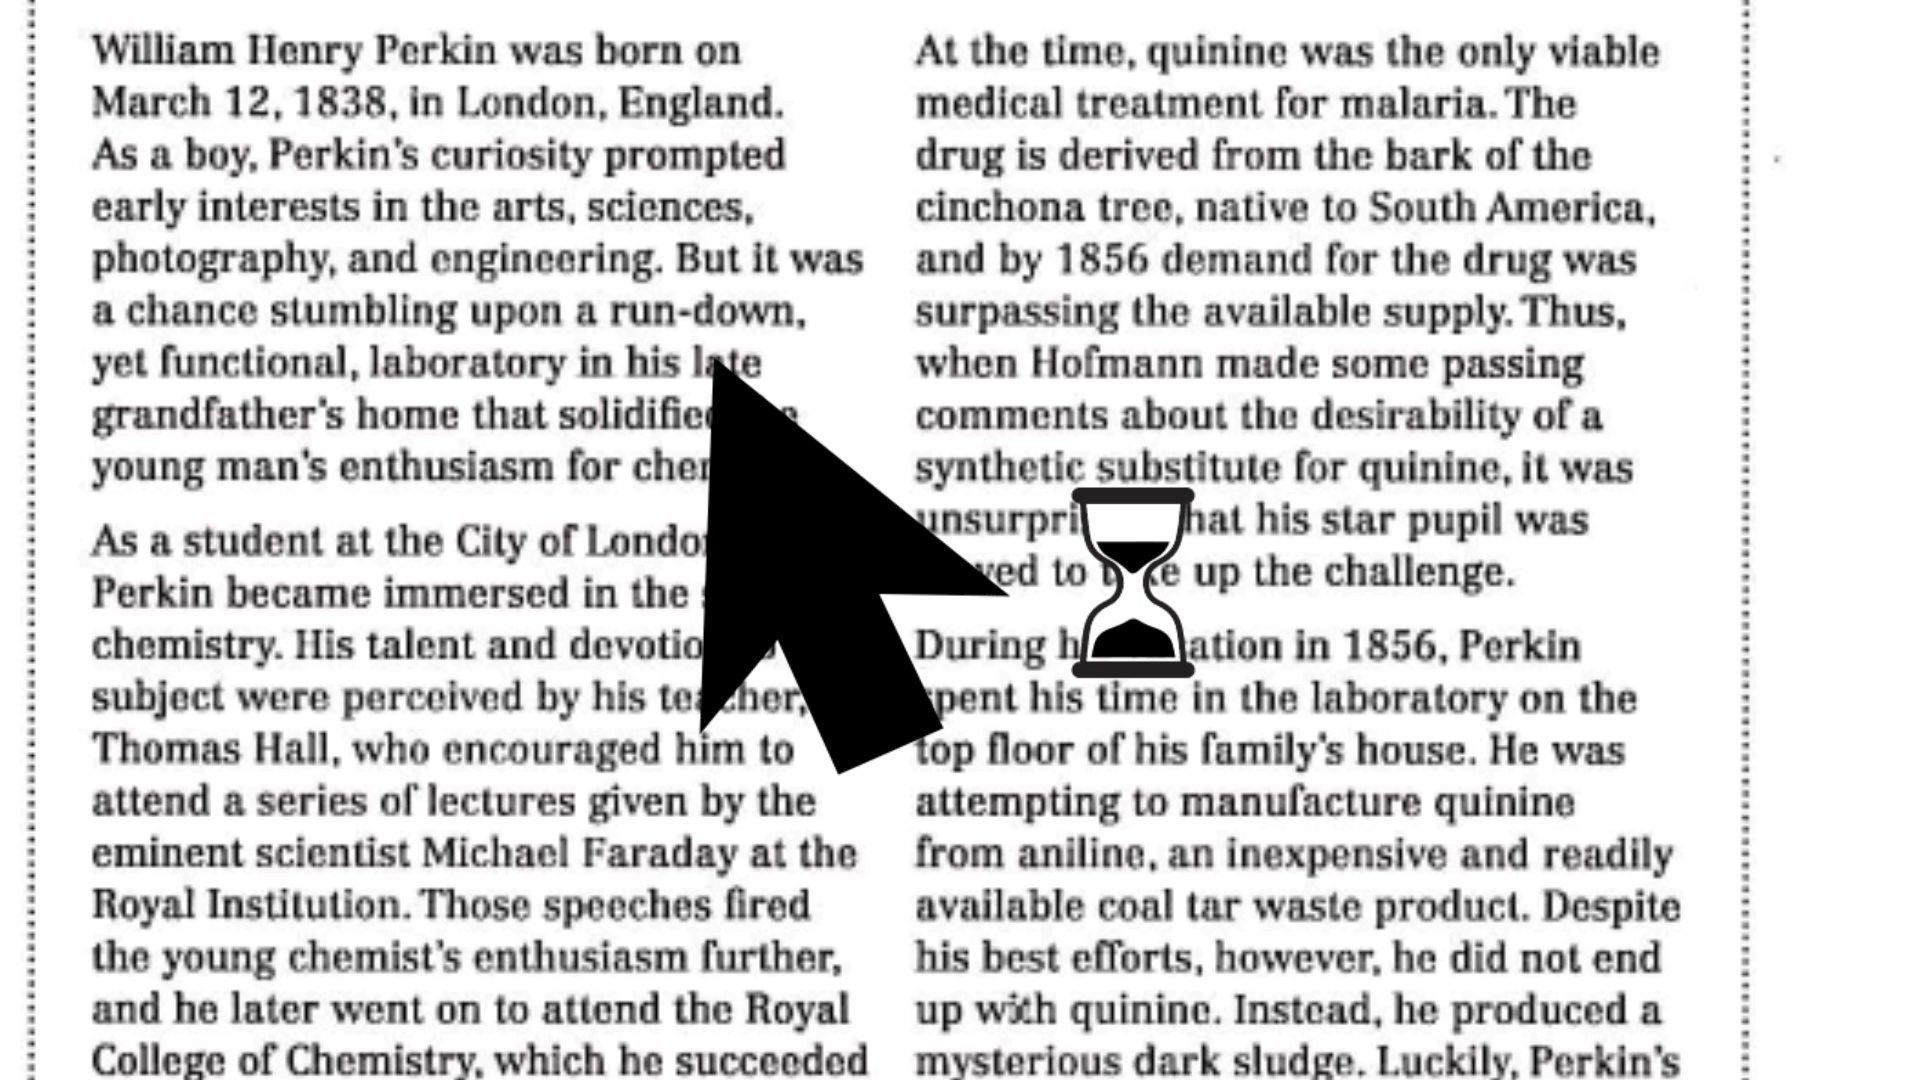 William Henry Perkin was born on
March 12, 1838, in London, England.
As a boy, Perkin's curiosity prompted
early interests in the arts, sciences,
photography, and engineering. But it was
a chance stumbling upon a run-down,
yet functional, laboratory in his late
grandfather's home that solidified
young man's enthusiasm for
As a student at the City of London
Perkin became immersed in the
chemistry. His talent and devotion
subject were perceived by his teacher,
Thomas Hall, who encouraged him to
attend a series of lectures given by the
eminent scientist Michael Faraday at the
Royal Institution. Those speeches fired
the young chemist's enthusiasm further,
and he later went on to attend the Royal
College of Chemistry, which he succeeded
At the time, quinine was the only viable
medical treatment for malaria. The
drug is derived from the bark of the
cinchona tree, native to South America,
and by 1856 demand for the drug was
surpassing the available supply. Thus,
when Hofmann made some passing
comments about the desirability of a
synthetic substitute for quinine, it was
that his star pupil was
to take up the challenge.
During in 1856, Perkin
spent his time in the laboratory on the
top floor of his family's house. He was
attempting to manufacture quinine
from aniline, an inexpensive and readily
available coal tar waste product. Despite
his best efforts, however, he did not end
up with quinine. Instead, he produced a
mysterious dark sludge. Luckily, Perkin's